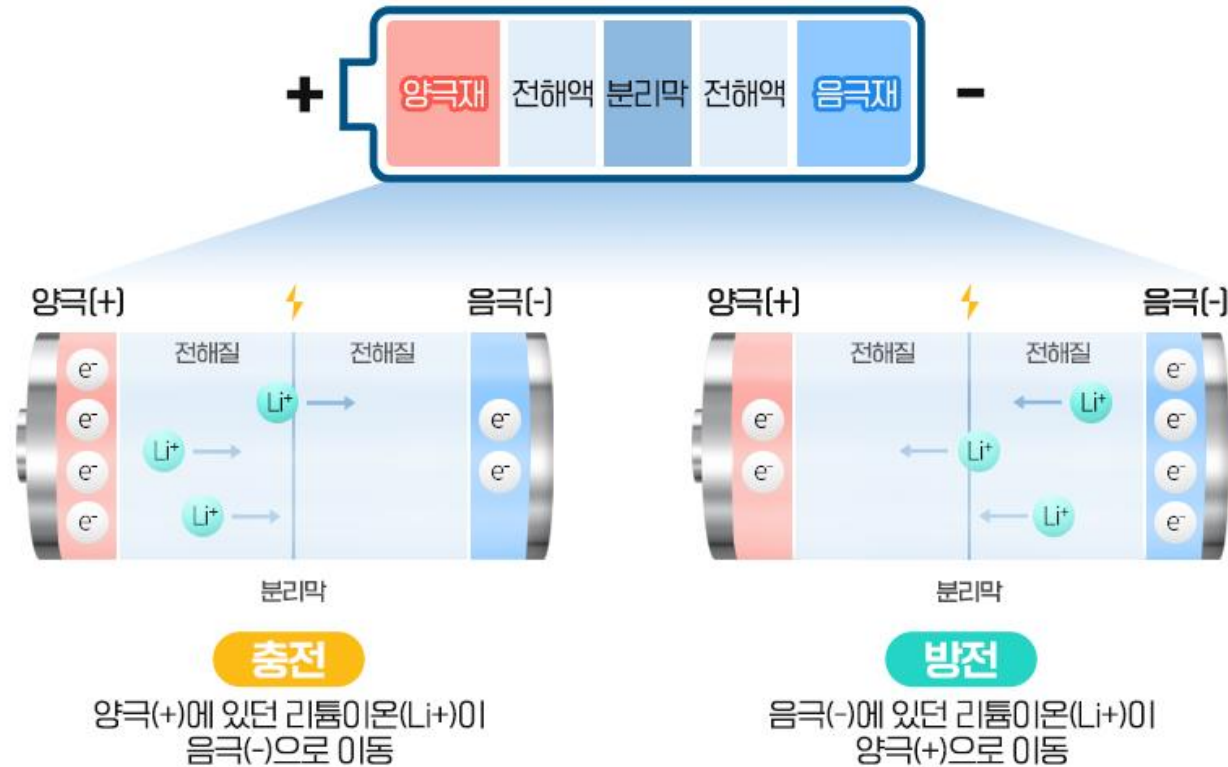 + 양극재 전해액 분리막 전해액 음극재 -
양극(+) 음극(-)
전해질 전해질
e⁻
e⁻
e⁻
e⁻
Li⁺
Li⁺
Li⁺
e⁻
e⁻
분리막
충전
양극(+)에 있던 리튬이온(Li+)이
음극(-)으로 이동
양극(+) 음극(-)
전해질 전해질
e⁻
e⁻
Li⁺
Li⁺
Li⁺
e⁻
e⁻
e⁻
e⁻
분리막
방전
음극(-)에 있던 리튬이온(Li+)이
양극(+)으로 이동